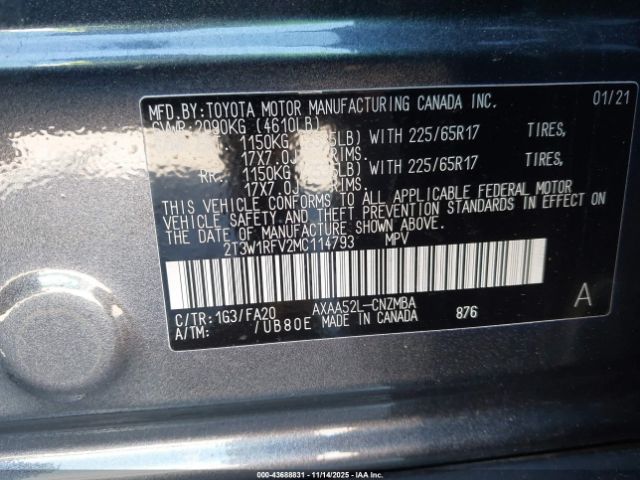 MFD.BY:TOYOTA MOTOR MANUFACTURING CANADA INC. 01/21
GVWR 2090KG (4610LB)
1150KG LB) WITH 225/65R17 TIRES,
17X7.0J RIMS.
RR. 1150KG LB) WITH 225/65R17 TIRES,
17X7.0J RIMS.
THIS VEHICLE CONFORMS TO ALL APPLICABLE FEDERAL MOTOR
VEHICLE SAFETY AND THEFT PREVENTION STANDARDS IN EFFECT ON
THE DATE OF MANUFACTURE SHOWN ABOVE.
2T3W1RFV2MC114793 MPV
C/TR:1G3/FA20 AXAA52L-CNZMBA A
A/TM: /UB80E MADE IN CANADA 876
00-43688831 - 11/14/2025 - IAA Inc.